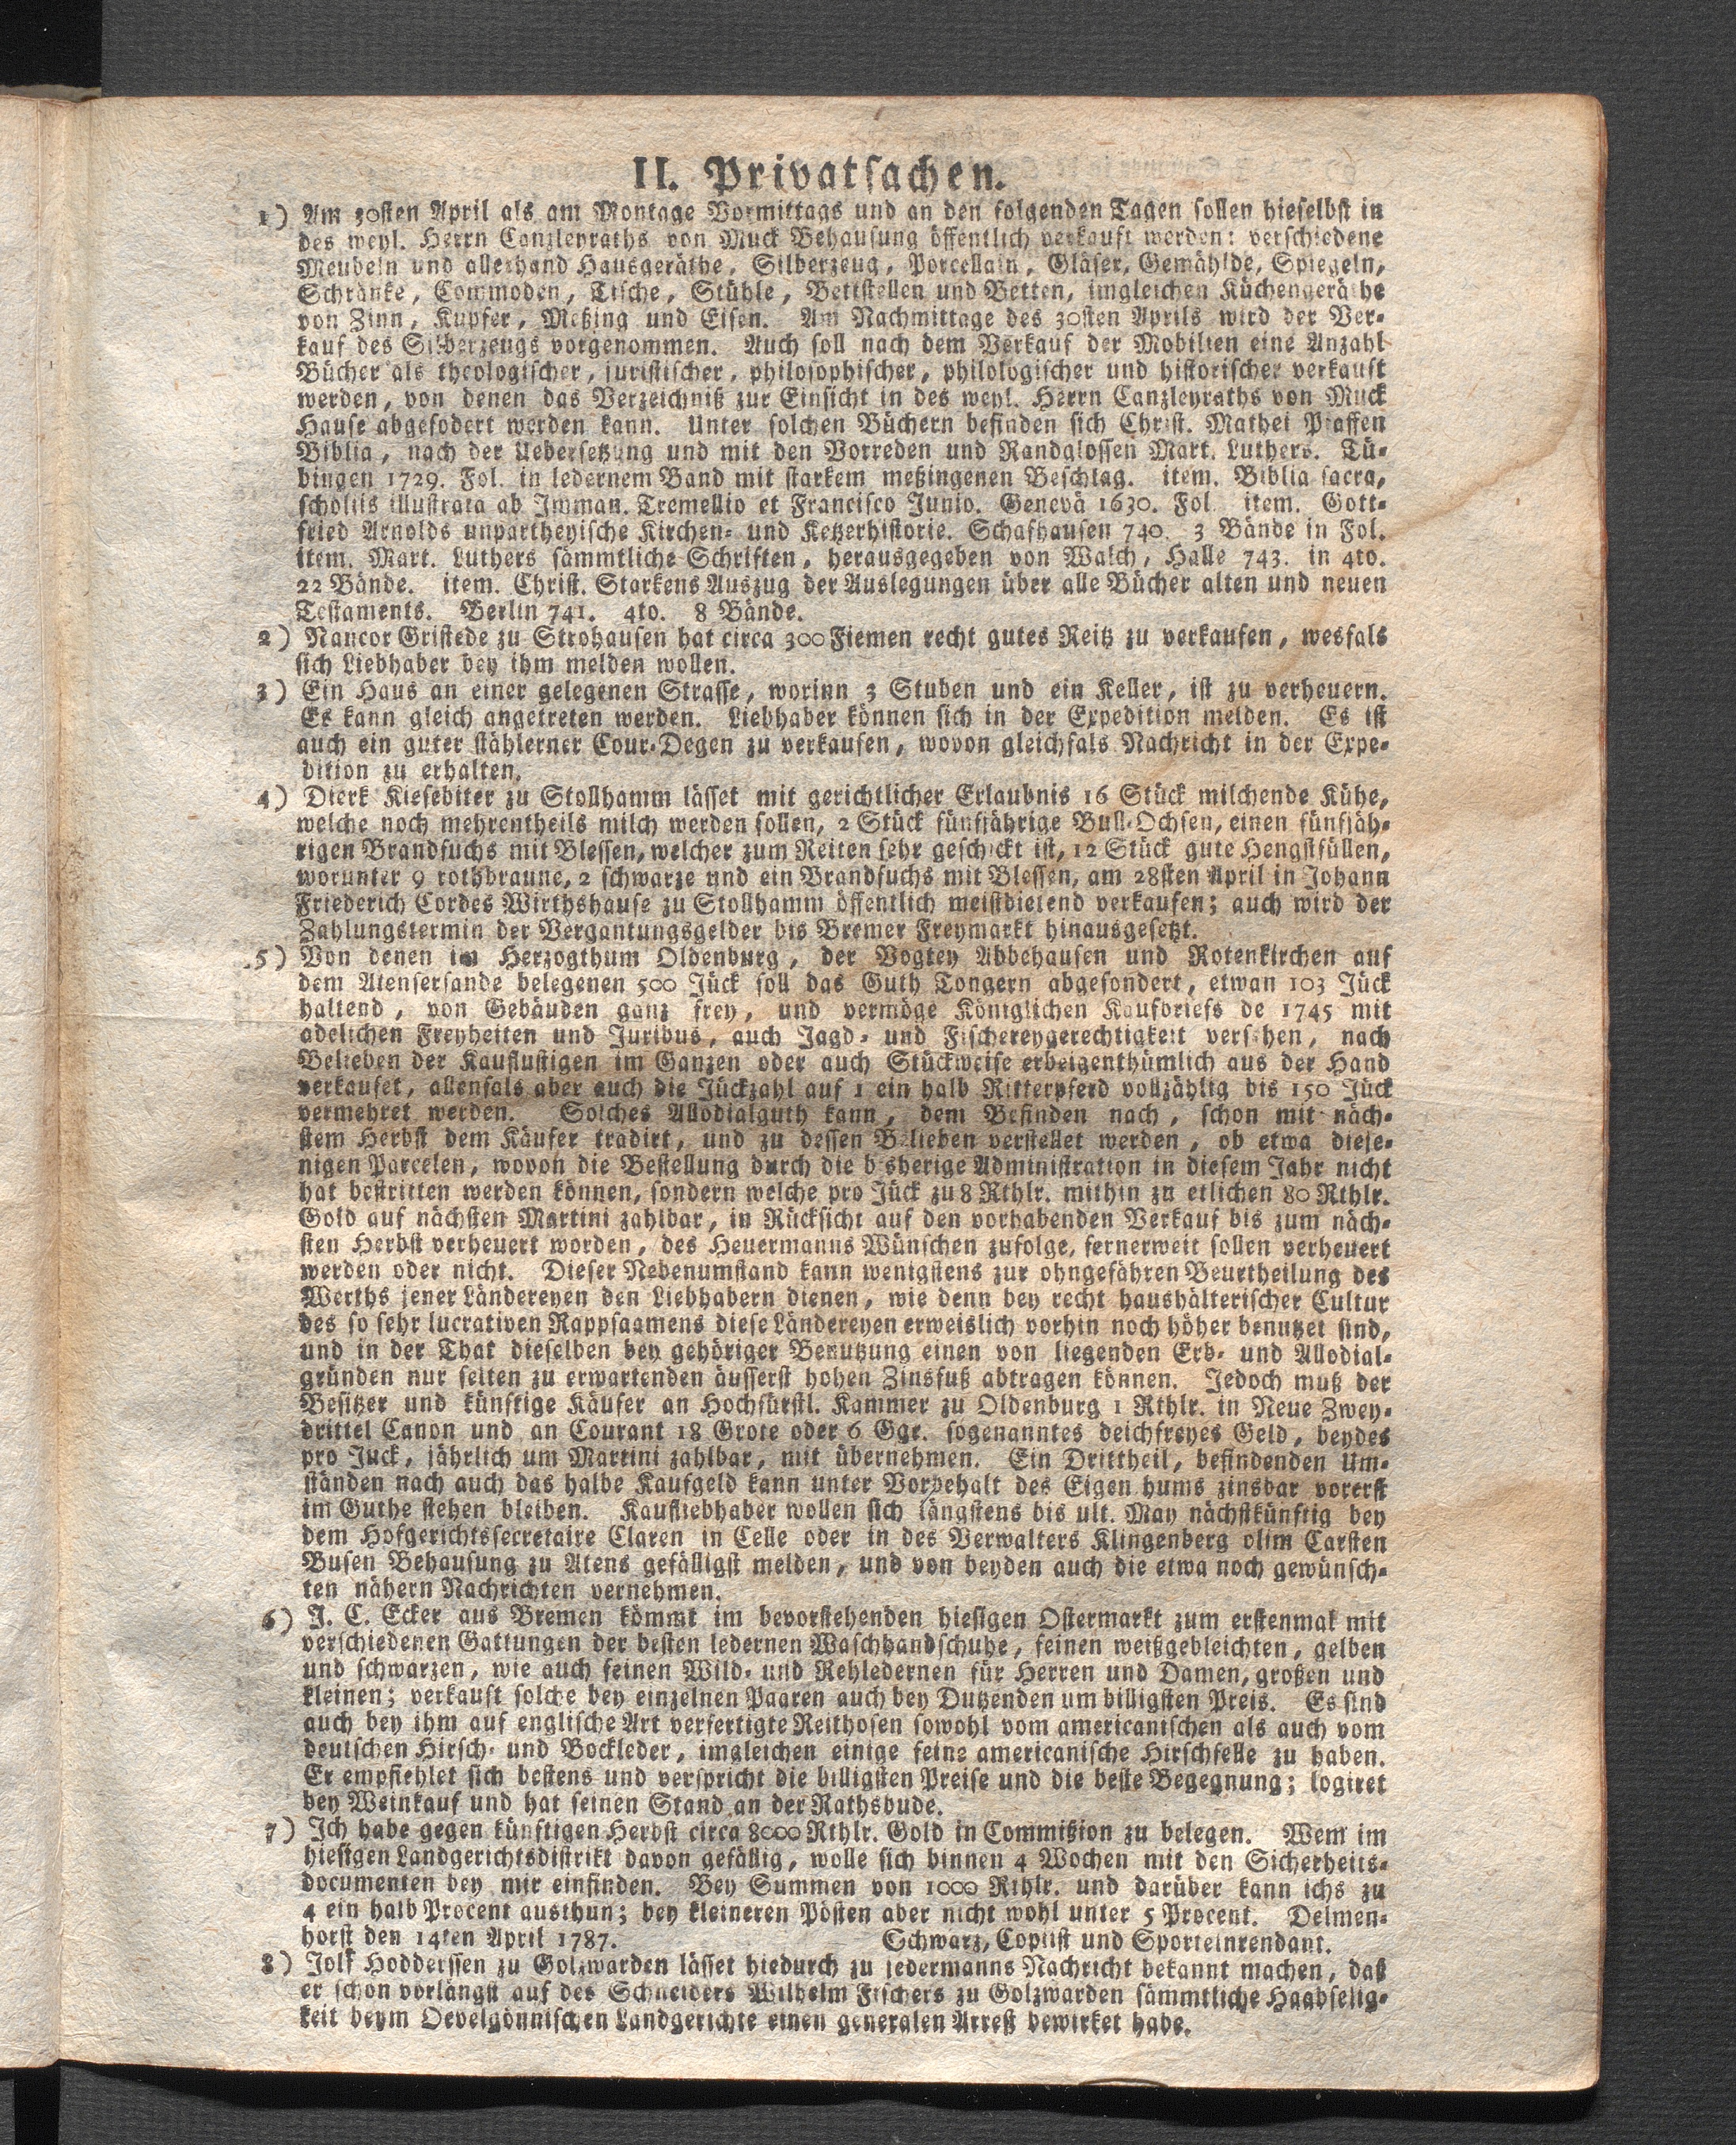 II. Privatsachen.
1) Am 30sten April als am Montage Vormittags und an den folgenden Tagen sollen hieselbst in
des weyl. Herrn Canzleyraths von Muck Behausung öffentlich verkauft werden: verschiedene
Meubeln und allerhand Hausgeräthe, Silberzeug, Porcellain, Gläser, Gemählde, Spiegeln,
Schränke, Commoden, Tische, Stühle, Bettstellen und Betten, imgleichen Küchengeräthe
von Zinn, Kupfer, Meßing und Eisen. Am Nachmittage des 30sten Aprils wird der Ver-
kauf des Silberzeugs vorgenommen. Auch soll nach dem Verkauf der Mobilien eine Anzahl
Bücher als theologischer, juristischer, philosophischer, philologischer und historischer verkauft
werden, von denen das Verzeichniß zur Einsicht in des weyl. Herrn Canzleyraths von Muck
Hause abgefodert werden kann. Unter solchen Büchern befinden sich Christ. Mathei Pfaffen
Biblia, nach der Uebersetzung und mit den Vorreden und Randglossen Mart. Luthers. Tü-
bingen 1729. Fol. in ledernem Band mit starkem meßingenen Beschlag. item. Biblia sacra,
scholiis illustrata ab Imman. Tremellio et Francisco Junio. Genevä 1630. Fol. item. Gott-
fried Arnolds unpartheyische Kirchen- und Ketzerhistorie. Schafhausen 740. 3 Bände in Fol.
item. Mart. Luthers sämmtliche Schriften, herausgegeben von Walch, Halle 743. in 4to.
22 Bände. item. Christ. Starkens Auszug der Auslegungen über alle Bücher alten und neuen
Testaments. Berlin 741. 4to. 8 Bände.
2) Nancor Gristede zu Strohausen hat circa 300 Fiemen recht gutes Reitz zu verkaufen, wesfals
sich Liebhaber bey ihm melden wollen.
3) Ein Haus an einer gelegenen Strasse, worinn 3 Stuben und ein Keller, ist zu verheuern.
Es kann gleich angetreten werden. Liebhaber können sich in der Expedition melden. Es ist
auch ein guter stählerner Cour-Degen zu verkaufen, wovon gleichfals Nachricht in der Expe-
dition zu erhalten.
4) Dierk Kiesebiter zu Stollhamm lässet mit gerichtlicher Erlaubnis 16 Stück milchende Kühe,
welche noch mehrentheils milch werden sollen, 2 Stück fünfjährige Bull-Ochsen, einen fünfjäh-
rigen Brandfuchs mit Blessen, welcher zum Reiten sehr geschickt ist, 12 Stück gute Hengstfüllen,
worunter 9 rothbraune, 2 schwarze und ein Brandfuchs mit Blessen, am 28sten April in Johann
Friederich Cordes Wirthshause zu Stollhamm öffentlich meistbietend verkaufen; auch wird der
Zahlungstermin der Vergantungsgelder bis Bremer Freymarkt hinausgesetzt.
5) Von denen im Herzogthum Oldenburg, der Vogtey Abbehausen und Rotenkirchen auf
dem Atensersande belegenen 500 Jück soll das Guth Tongern abgesondert, etwan 103 Jück
haltend, von Gebäuden ganz frey, und vermöge Königlichen Kaufbriefs de 1745 mit
adelichen Freyheiten und Juribus, auch Jagd- und Fischereygerechtigkeit versehen, nach
Belieben der Kauflustigen im Ganzen oder auch Stückweise erbeigenthümlich aus der Hand
verkaufet, allenfals aber auch die Jückzahl auf 1 ein halb Ritterpferd vollzählig bis 150 Jück
vermehret werden. Solches Allodialguth kann, dem Befinden nach, schon mit näch-
stem Herbst dem Käufer tradirt, und zu dessen Belieben verstellet werden, ob etwa dieje-
nigen Parcelen, wovon die Bestellung durch die bisherige Administration in diesem Jahr nicht
hat bestritten werden können, sondern welche pro Jück zu 8 Rthlr. mithin zu etlichen 80 Rthlr.
Gold auf nächsten Martini zahlbar, in Rücksicht auf den vorhabenden Verkauf bis zum näch-
sten Herbst verheuert worden, des Heuermanns Wünschen zufolge, fernerweit sollen verheuert
werden oder nicht. Dieser Nebenumstand kann wenigstens zur ohngefähren Beurtheilung des
Werths jener Ländereyen den Liebhabern dienen, wie denn bey recht haushälterischer Cultur
des so sehr lucrativen Rappsaamens diese Ländereyen erweislich vorhin noch höher benutzet sind,
und in der That dieselben bey gehöriger Benutzung einen von liegenden Erb- und Allodial-
gründen nur selten zu erwartenden äusserst hohen Zinsfuß abtragen können. Jedoch muß der
Besitzer und künftige Käufer an Hochfürstl. Kammer zu Oldenburg 1 Rthlr. in Neue Zwey-
drittel Canon und an Courant 18 Grote oder 6 Ggr. sogenanntes deichfreyes Geld, beydes
pro Jück, jährlich um Martini zahlbar, mit übernehmen. Ein Drittheil, befindenden Um-
ständen nach auch das halbe Kaufgeld kann unter Vorbehalt des Eigenthums zinsbar vorerst
im Guthe stehen bleiben. Kaufliebhaber wollen sich längstens bis ult. May nächstkünftig bey
dem Hofgerichtssecretaire Claren in Celle oder in des Verwalters Klingenberg olim Carsten
Busen Behausung zu Atens gefälligst melden, und von beyden auch die etwa noch gewünsch-
ten nähern Nachrichten vernehmen.
6) J. C. Ecker aus Bremen kömmt im bevorstehenden hiesigen Ostermarkt zum erstenmal mit
verschiedenen Gattungen der besten ledernen Waschhandschuhe, feinen weißgebleichten, gelben
und schwarzen, wie auch feinen Wild- und Rehledernen für Herren und Damen, großen und
kleinen; verkauft solche bey einzelnen Paaren auch bey Dutzenden um billigsten Preis. Es sind
auch bey ihm auf englische Art verfertigte Reithosen sowohl vom americanischen als auch vom
deutschen Hirsch- und Bockleder, imgleichen einige feine americanische Hirschfelle zu haben.
Er empfiehlet sich bestens und verspricht die billigsten Preise und die beste Begegnung; logiret
bey Weinkauf und hat seinen Stand an der Rathsbude.
7) Ich habe gegen künftigen Herbst circa 8000 Rthlr. Gold in Commißion zu belegen. Wem im
hiesigen Landgerichtsdistrikt davon gefällig, wolle sich binnen 4 Wochen mit den Sicherheits-
documenten bey mir einfinden. Bey Summen von 1000 Rthlr. und darüber kann ichs zu
4 ein halb Procent austhun; bey kleineren Pösten aber nicht wohl unter 5 Procent. Delmen-
horst den 14ten April 1787. Schwarz, Copiist und Sportelnrendant.
8) Jolf Hodderssen zu Golzwarden lässet hiedurch zu jedermanns Nachricht bekannt machen, daß
er schon vorlängst auf des Schneiders Wilhelm Fischers zu Golzwarden sämmtliche Haabselig-
keit beym Oevelgönnischen Landgerichte einen generalen Arrest bewirket habe.